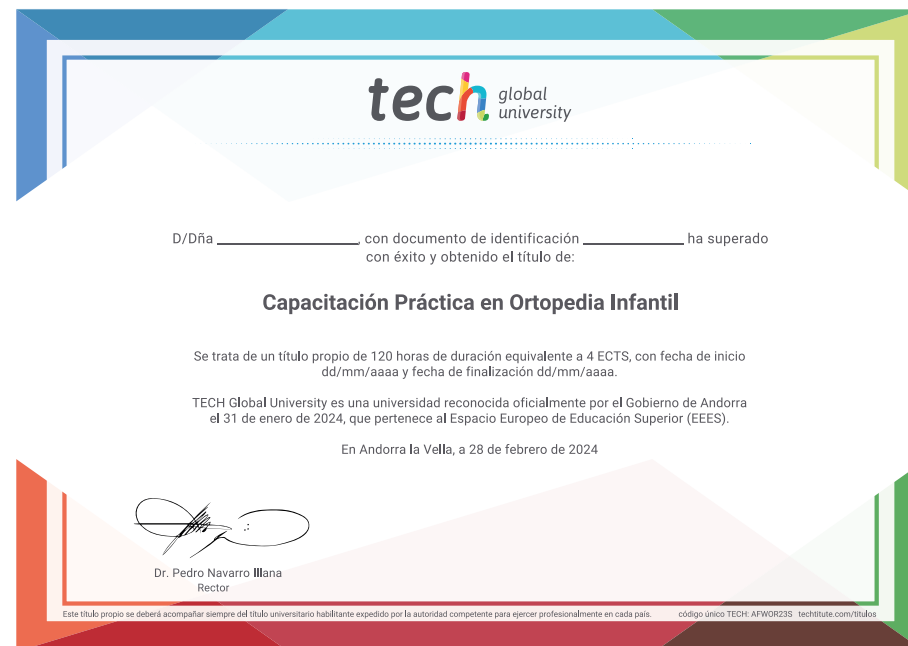 tech global university
D/Dña ______________, con documento de identificación __________ ha superado
con éxito y obtenido el título de:
Capacitación Práctica en Ortopedia Infantil
Se trata de un título propio de 120 horas de duración equivalente a 4 ECTS, con fecha de inicio
dd/mm/aaaa y fecha de finalización dd/mm/aaaa.
TECH Global University es una universidad reconocida oficialmente por el Gobierno de Andorra
el 31 de enero de 2024, que pertenece al Espacio Europeo de Educación Superior (EEES).
En Andorra la Vella, a 28 de febrero de 2024
Dr. Pedro Navarro Illana
Rector
Este título propio se deberá acompañar siempre del título universitario habilitante expedido por la autoridad competente para ejercer profesionalmente en cada país. código único TECH: AFWOR23S techtitute.com/titulos